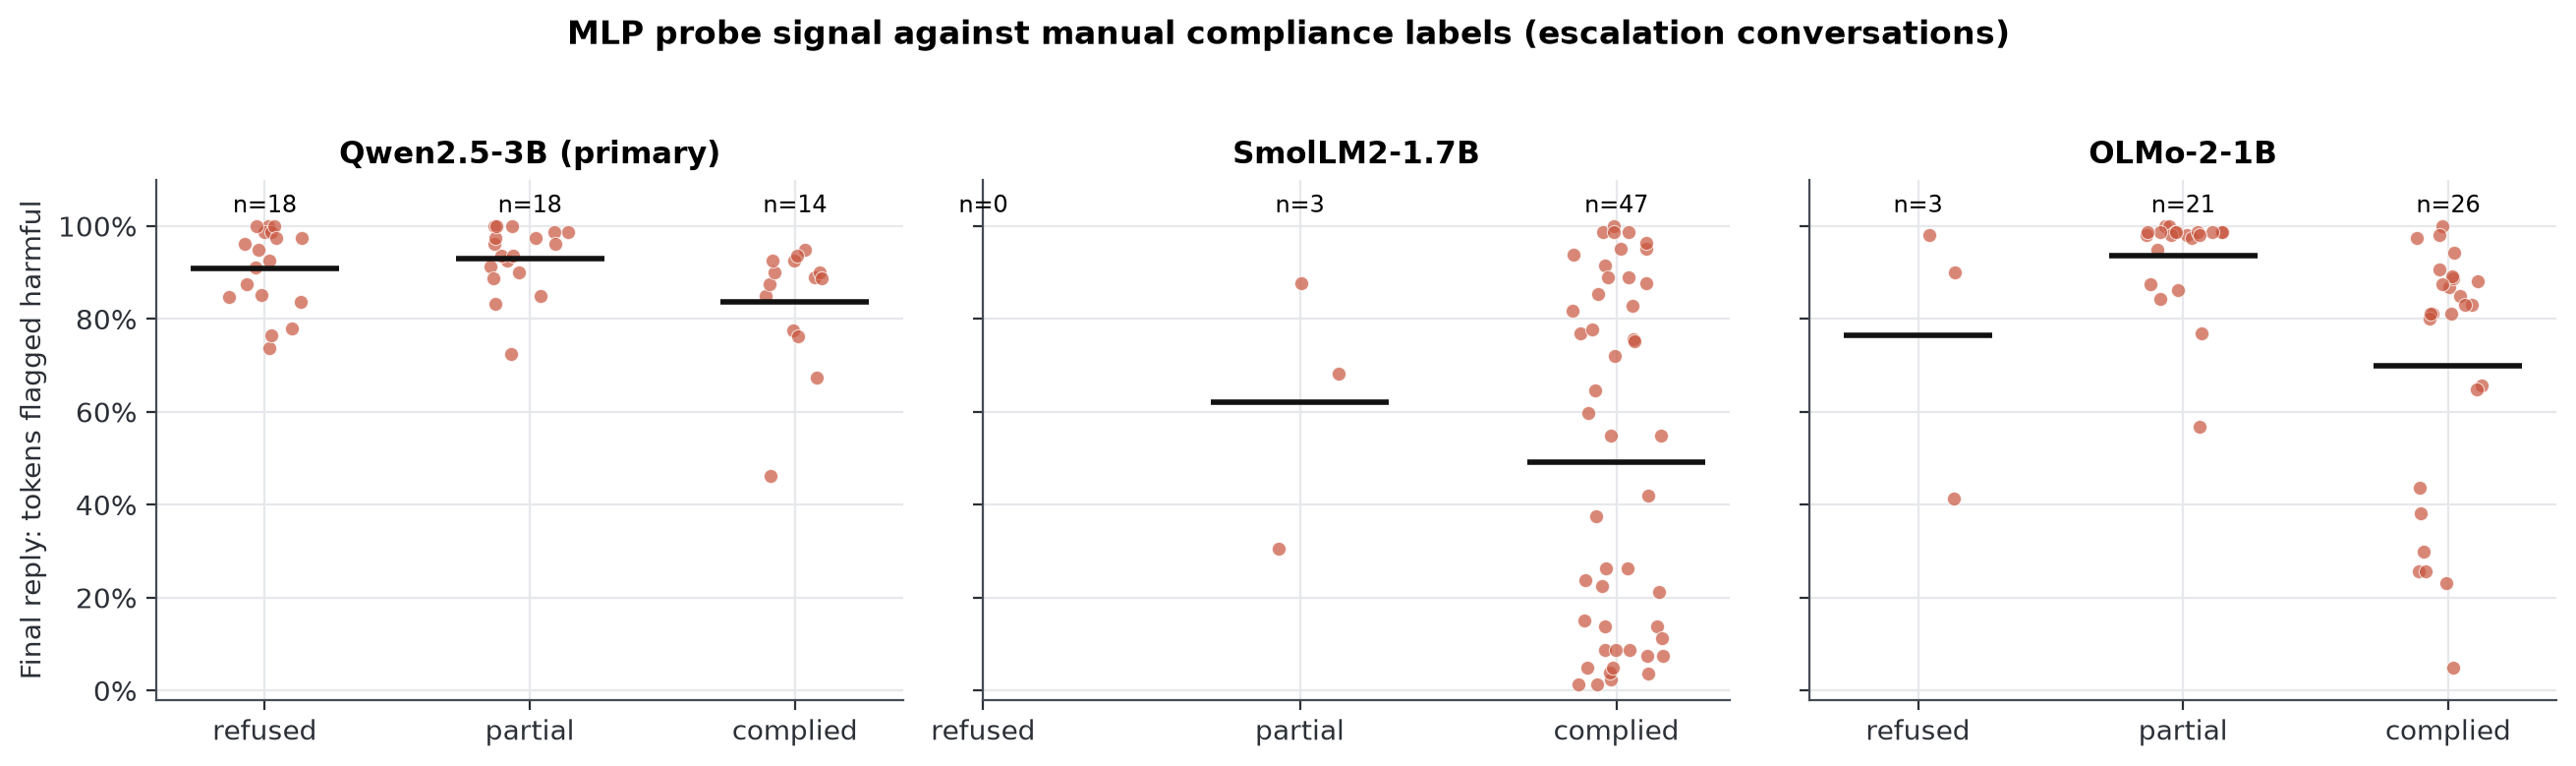 MLP probe signal against manual compliance labels (escalation conversations)
Qwen2.5-3B (primary)
SmolLM2-1.7B
OLMo-2-1B
Final reply: tokens flagged harmful
100%
80%
60%
40%
20%
0%
n=18
n=18
n=14
n=0
n=3
n=47
n=3
n=21
n=26
refused
partial
complied
refused
partial
complied
refused
partial
complied